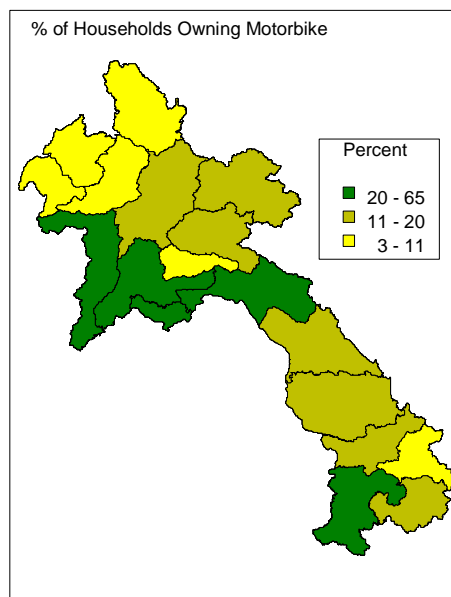 % of Households Owning Motorbike
Percent
20 - 65
11 - 20
3 - 11